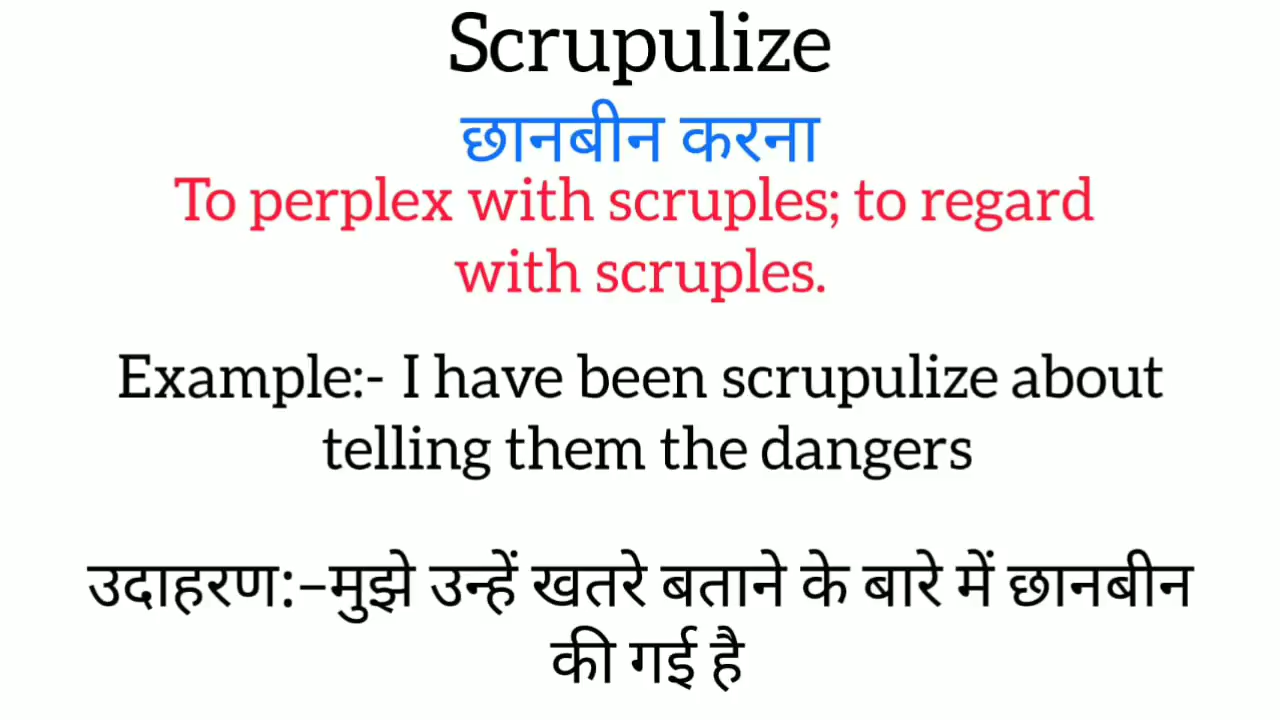 Scrupulize
छानबीन करना
To perplex with scruples; to regard
with scruples.
Example:- I have been scrupulize about
telling them the dangers
उदाहरण:–मुझे उन्हें खतरे बताने के बारे में छानबीन
की गई है